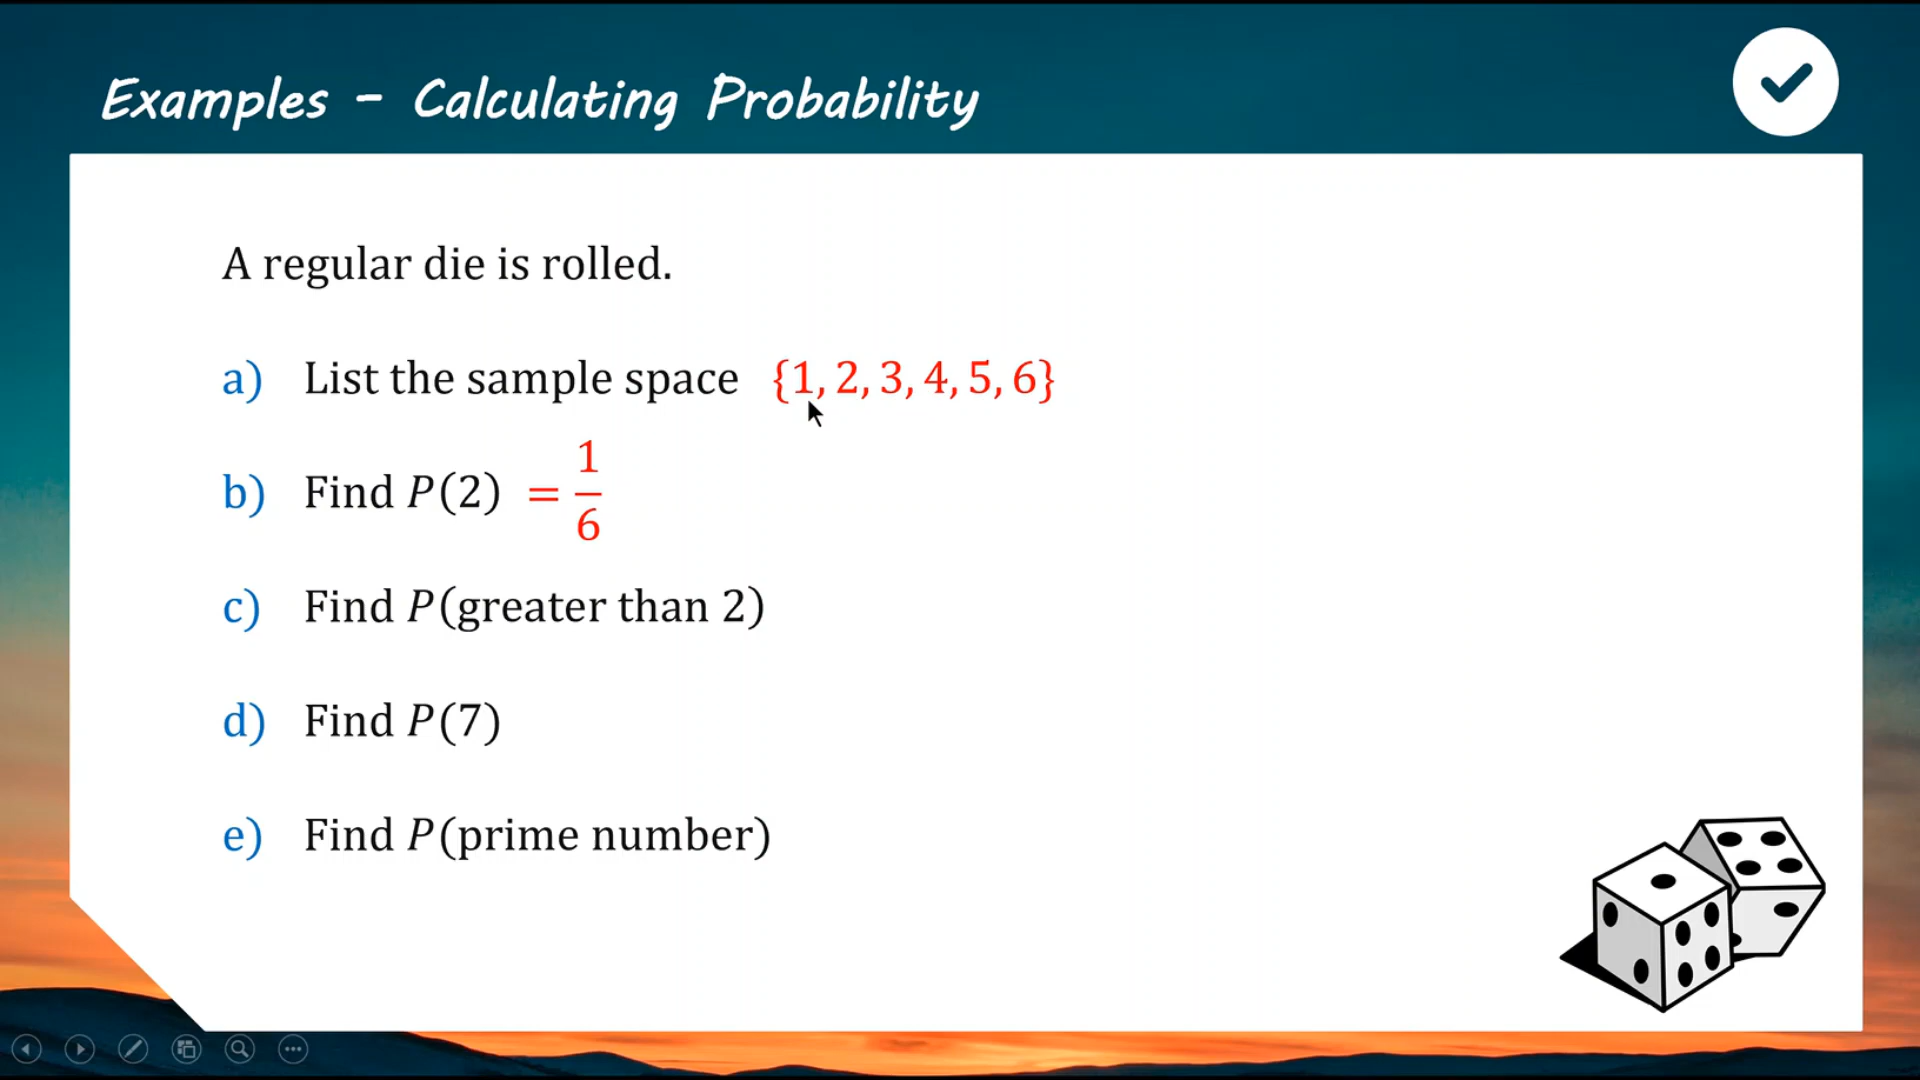 Examples – Calculating Probability
A regular die is rolled.
a) List the sample space {1, 2, 3, 4, 5, 6}
b) Find P(2) = 1/6
c) Find P(greater than 2)
d) Find P(7)
e) Find P(prime number)